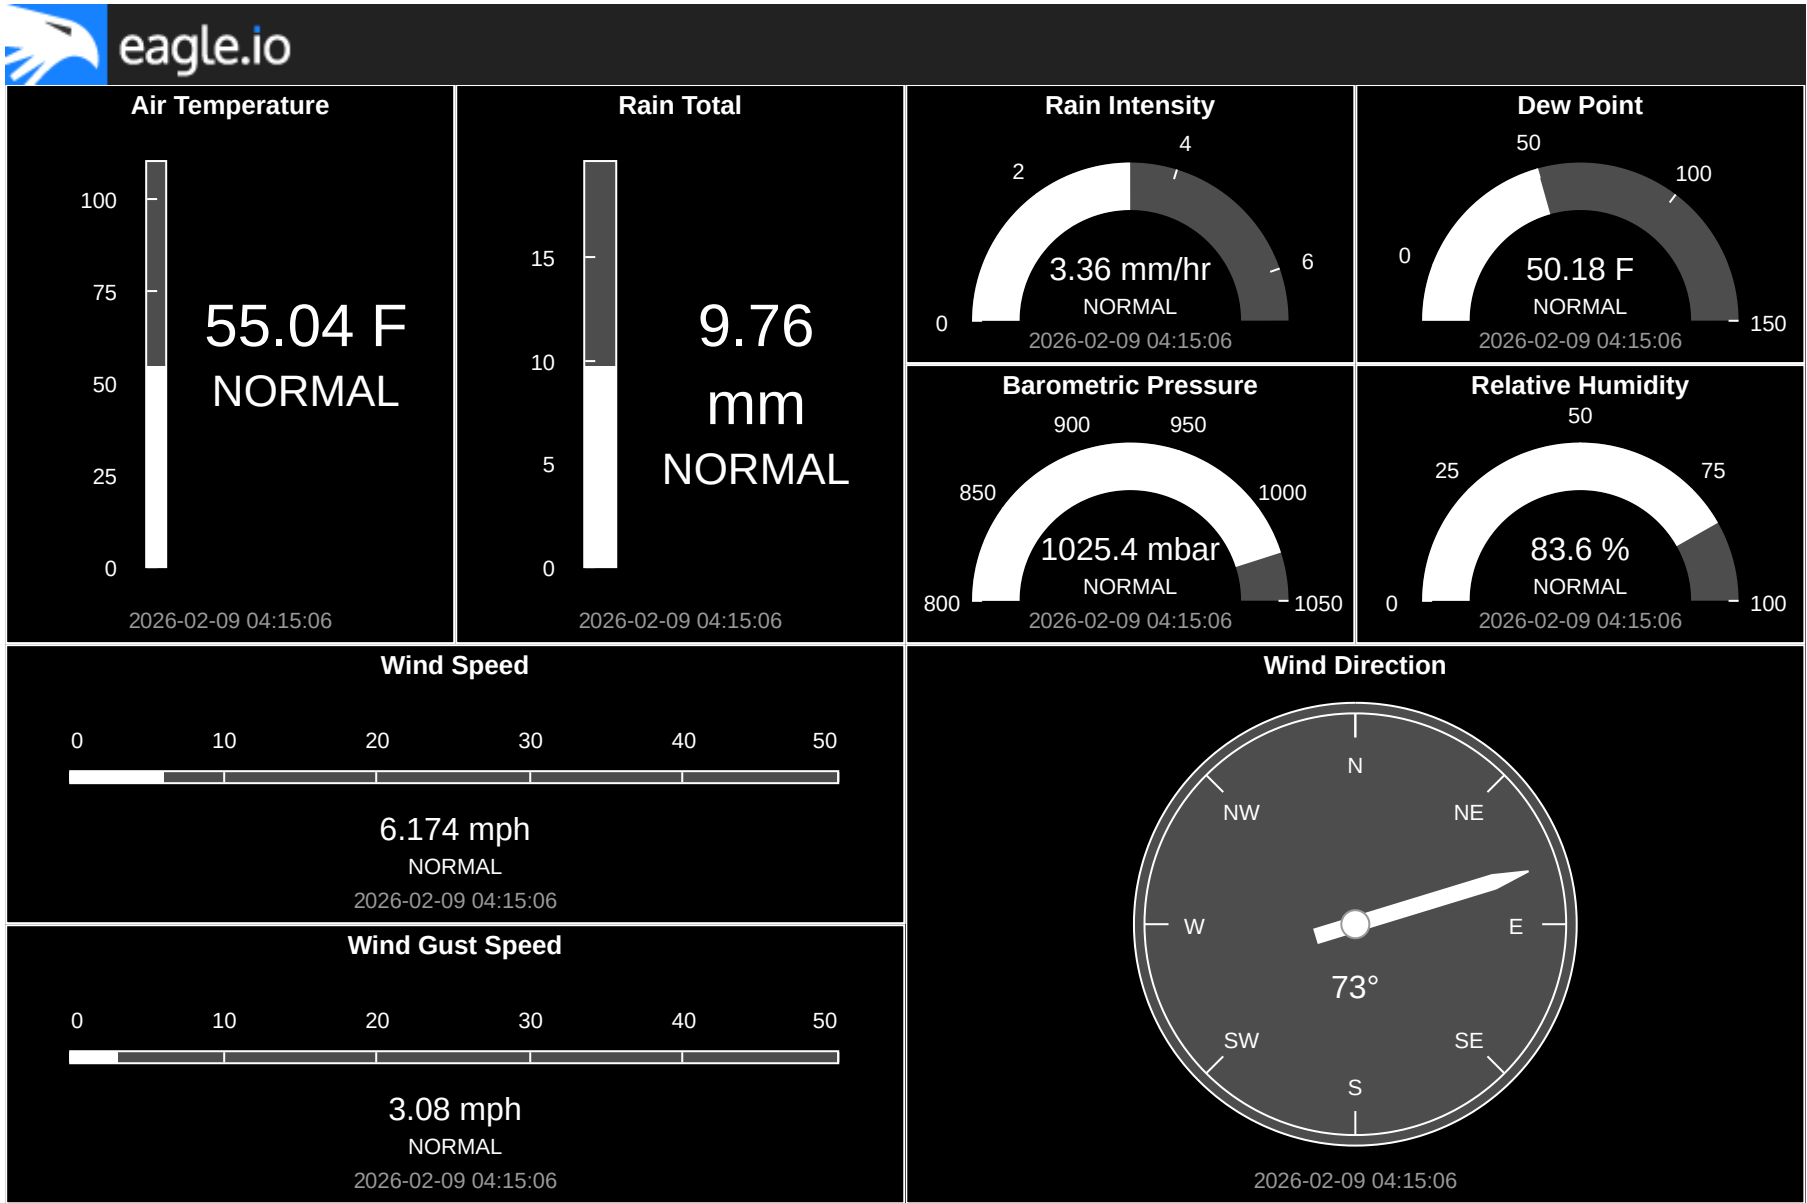 eagle.io
Air Temperature
100
75
50
25
0
55.04 F
NORMAL
2026-02-09 04:15:06
Rain Total
15
10
5
0
9.76
mm
NORMAL
2026-02-09 04:15:06
Rain Intensity
0
2
4
6
3.36 mm/hr
NORMAL
2026-02-09 04:15:06
Dew Point
0
50
100
150
50.18 F
NORMAL
2026-02-09 04:15:06
Barometric Pressure
800
850
900
950
1000
1050
1025.4 mbar
NORMAL
2026-02-09 04:15:06
Relative Humidity
0
25
50
75
100
83.6 %
NORMAL
2026-02-09 04:15:06
Wind Speed
0 10 20 30 40 50
6.174 mph
NORMAL
2026-02-09 04:15:06
Wind Gust Speed
0 10 20 30 40 50
3.08 mph
NORMAL
2026-02-09 04:15:06
Wind Direction
N
NW NE
W E
73°
SW SE
S
2026-02-09 04:15:06